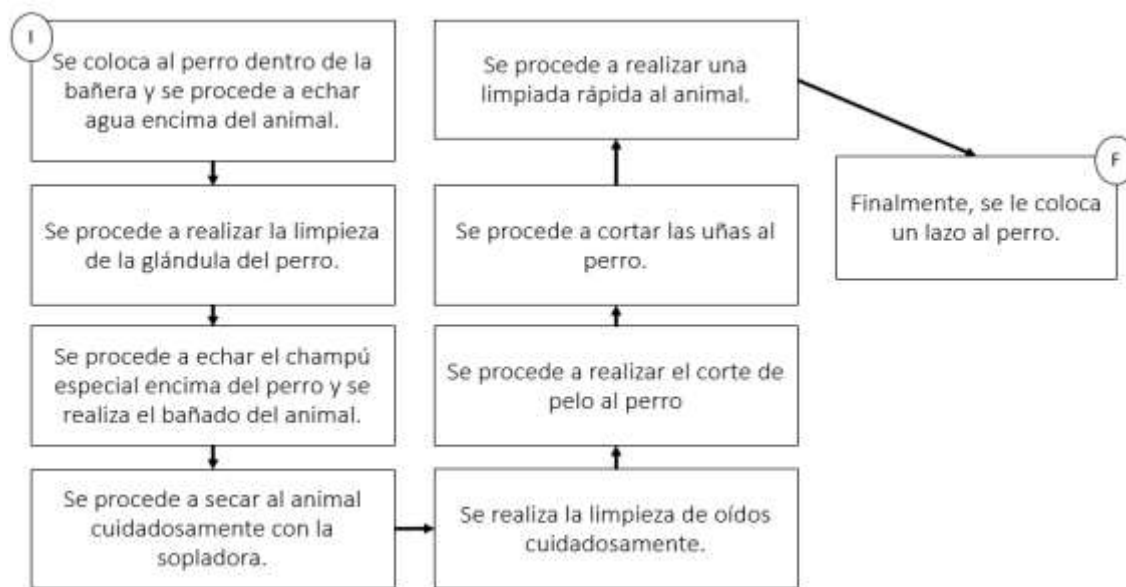 I
Se coloca al perro dentro de la
bañera y se procede a echar
agua encima del animal.
Se procede a realizar la limpieza
de la glándula del perro.
Se procede a echar el champú
especial encima del perro y se
realiza el bañado del animal.
Se procede a secar al animal
cuidadosamente con la
sopladora.
Se realiza la limpieza de oídos
cuidadosamente.
Se procede a realizar el corte de
pelo al perro
Se procede a cortar las uñas al
perro.
Se procede a realizar una
limpiada rápida al animal.
F
Finalmente, se le coloca
un lazo al perro.